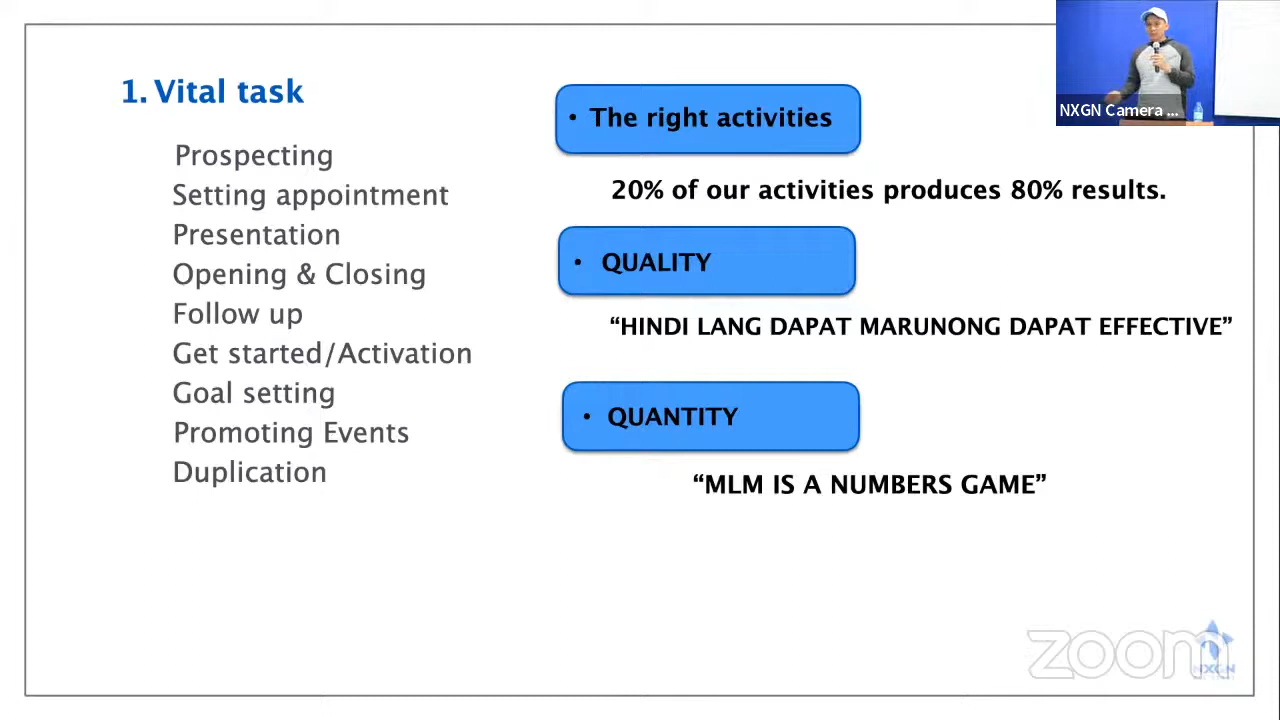 1. Vital task
Prospecting
Setting appointment
Presentation
Opening & Closing
Follow up
Get started/Activation
Goal setting
Promoting Events
Duplication
• The right activities
20% of our activities produces 80% results.
• QUALITY
“HINDI LANG DAPAT MARUNONG DAPAT EFFECTIVE”
• QUANTITY
“MLM IS A NUMBERS GAME”
NXGN Camera ...
zoom
NXGN